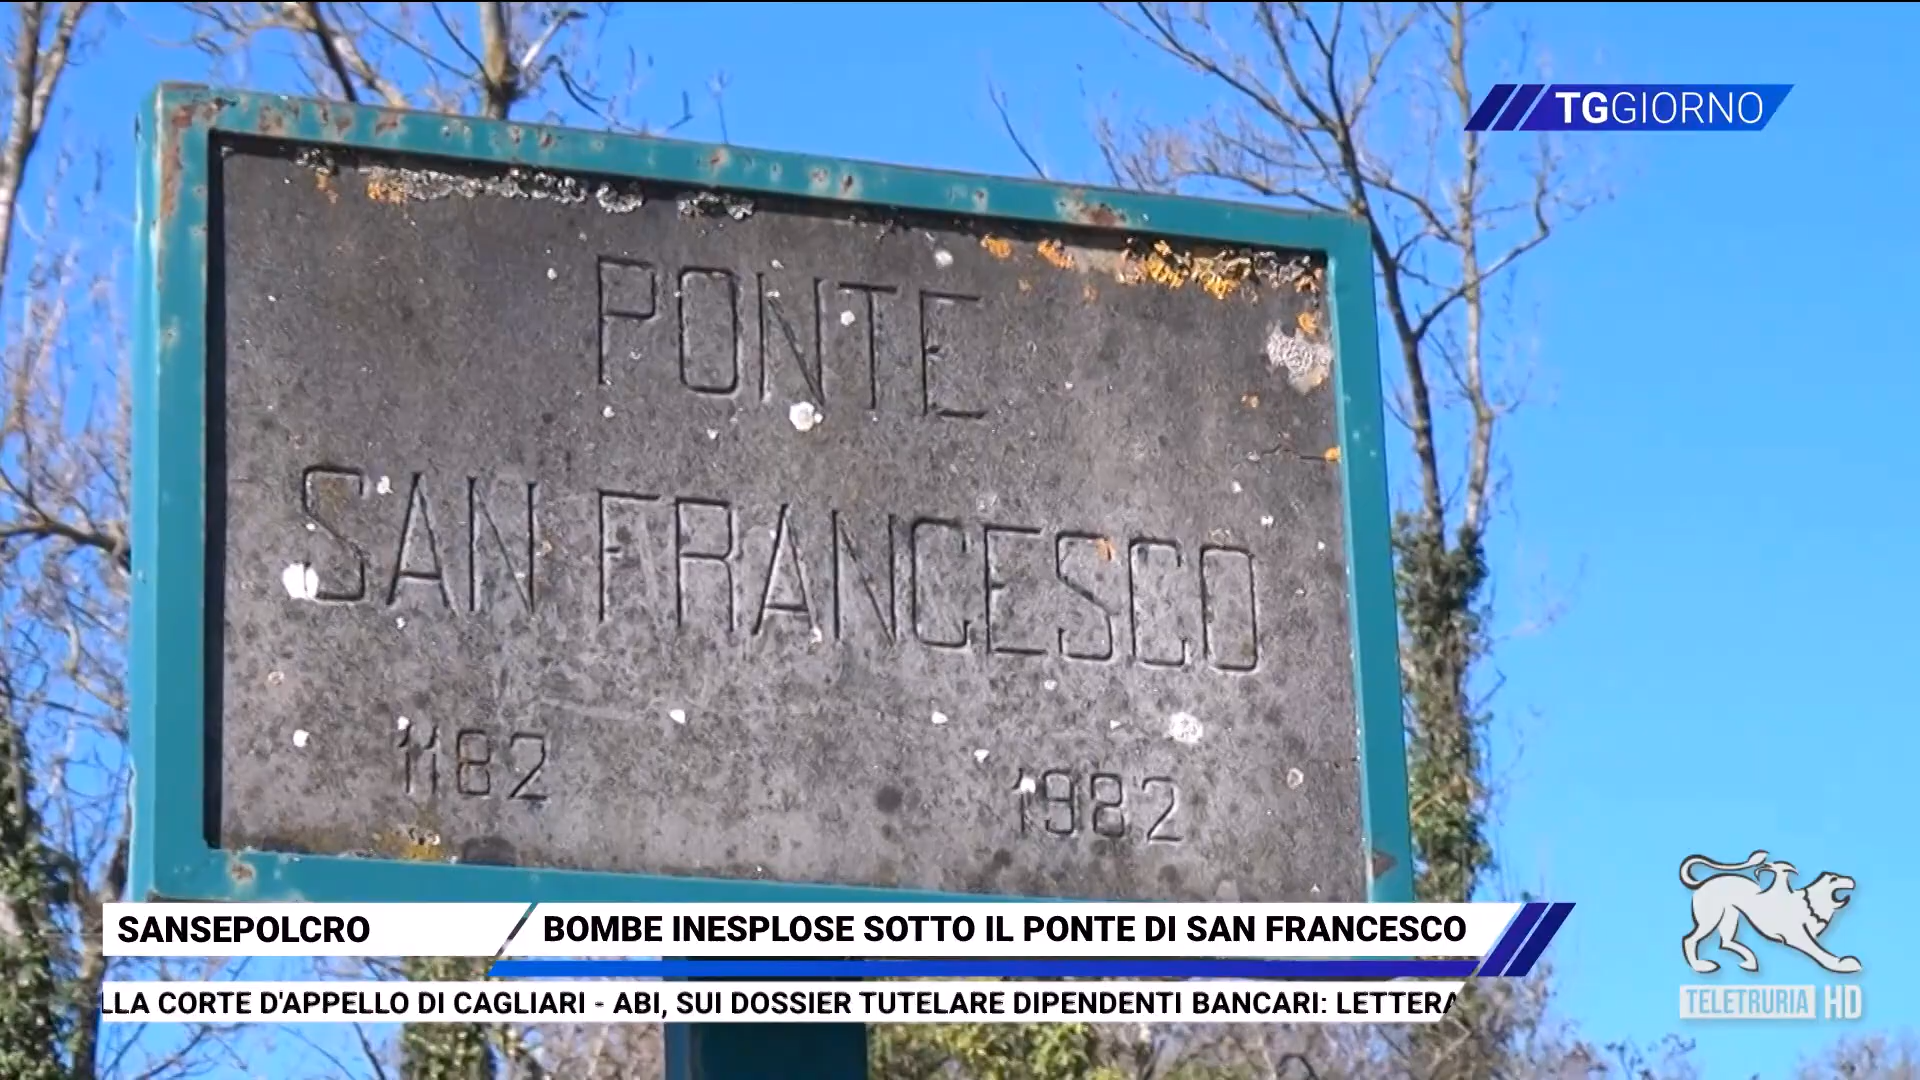 TGGIORNO
PONTE
SAN FRANCESCO
1182 1982
SANSEPOLCRO
BOMBE INESPLOSE SOTTO IL PONTE DI SAN FRANCESCO
LLA CORTE D'APPELLO DI CAGLIARI - ABI, SUI DOSSIER TUTELARE DIPENDENTI BANCARI: LETTERA
TELETRURIA HD